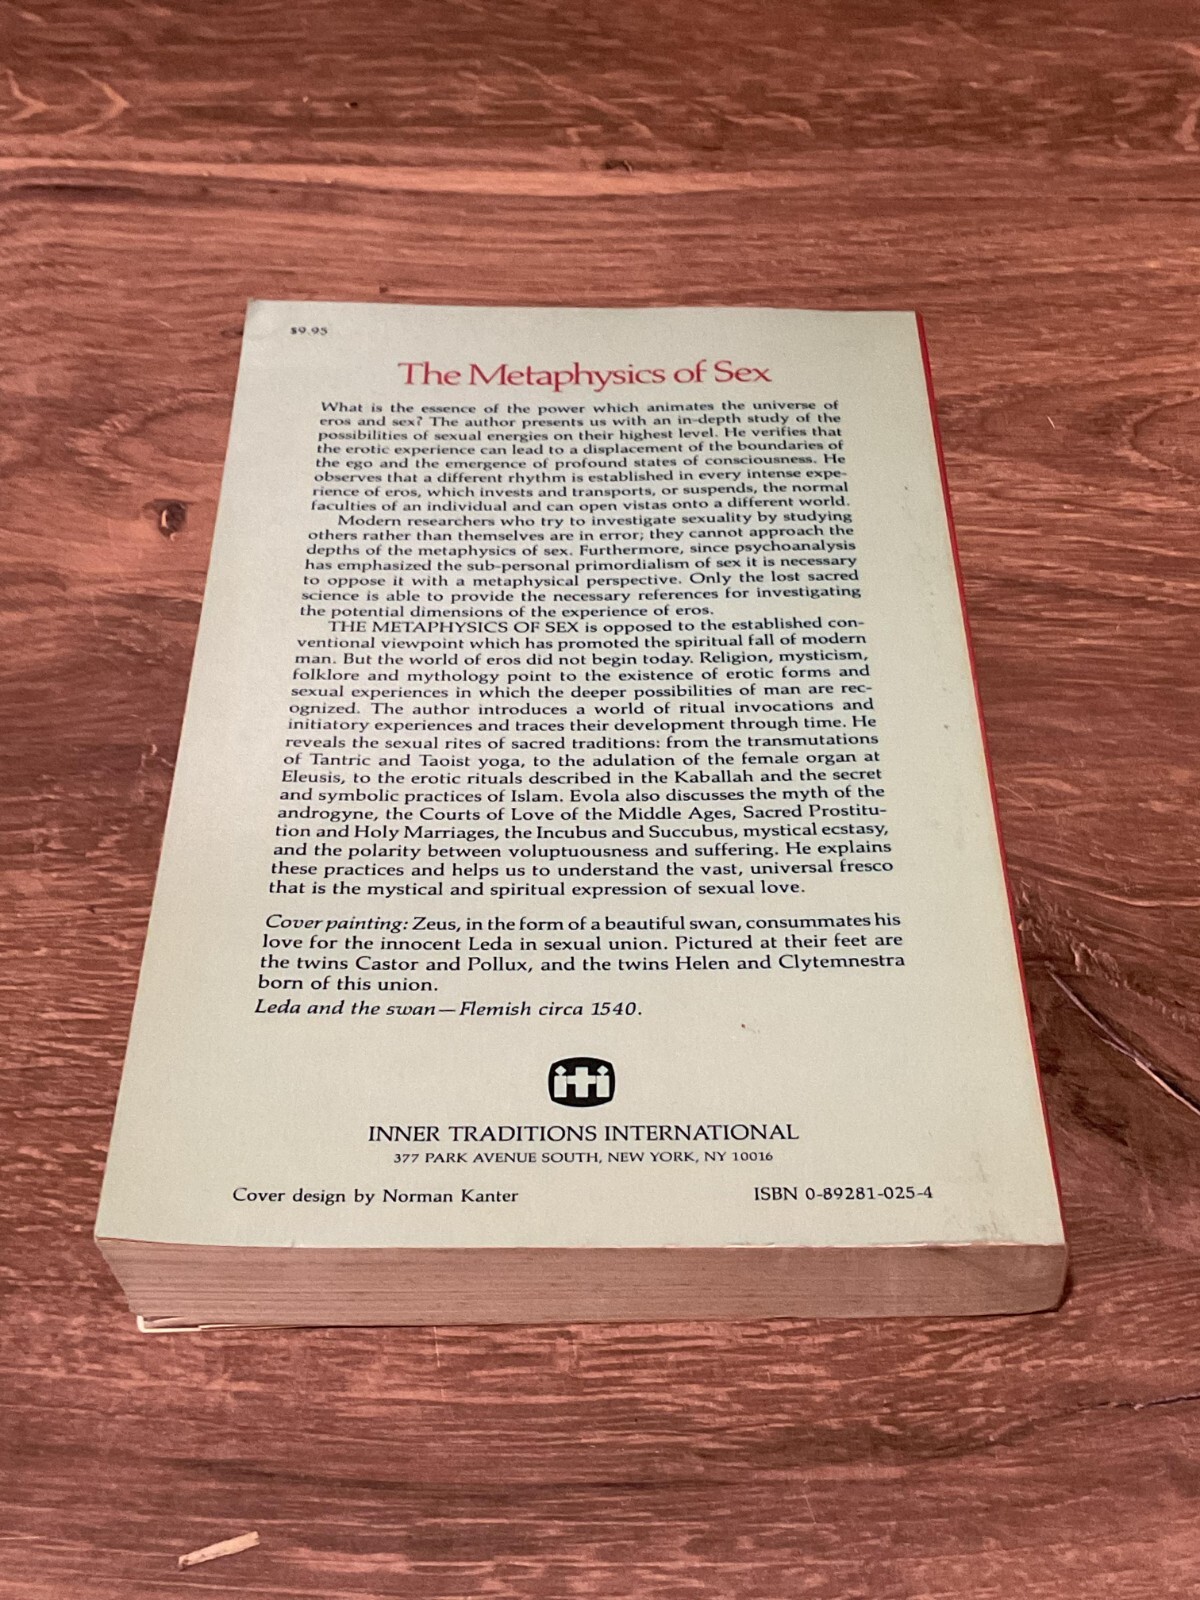 $9.95
The Metaphysics of Sex
What is the essence of the power which animates the universe of
eros and sex? The author presents us with an in-depth study of the
possibilities of sexual energies on their highest level. He verifies that
the erotic experience can lead to a displacement of the boundaries of
the ego and the emergence of profound states of consciousness. He
observes that a different rhythm is established in every intense expe-
rience of eros, which invests and transports, or suspends, the normal
faculties of an individual and can open vistas onto a different world.
Modern researchers who try to investigate sexuality by studying
others rather than themselves are in error; they cannot approach the
depths of the metaphysics of sex. Furthermore, since psychoanalysis
has emphasized the sub-personal primordialism of sex it is necessary
to oppose it with a metaphysical perspective. Only the lost sacred
science is able to provide the necessary references for investigating
the potential dimensions of the experience of eros.
THE METAPHYSICS OF SEX is opposed to the established con-
ventional viewpoint which has promoted the spiritual fall of modern
man. But the world of eros did not begin today. Religion, mysticism,
folklore and mythology point to the existence of erotic forms and
sexual experiences in which the deeper possibilities of man are rec-
ognized. The author introduces a world of ritual invocations and
initiatory experiences and traces their development through time. He
reveals the sexual rites of sacred traditions: from the transmutations
of Tantric and Taoist yoga, to the adulation of the female organ at
Eleusis, to the erotic rituals described in the Kaballah and the secret
and symbolic practices of Islam. Evola also discusses the myth of the
androgyne, the Courts of Love of the Middle Ages, Sacred Prostitu-
tion and Holy Marriages, the Incubus and Succubus, mystical ecstasy,
and the polarity between voluptuousness and suffering. He explains
these practices and helps us to understand the vast, universal fresco
that is the mystical and spiritual expression of sexual love.
Cover painting: Zeus, in the form of a beautiful swan, consummates his
love for the innocent Leda in sexual union. Pictured at their feet are
the twins Castor and Pollux, and the twins Helen and Clytemnestra
born of this union.
Leda and the swan—Flemish circa 1540.
iti
INNER TRADITIONS INTERNATIONAL
377 PARK AVENUE SOUTH, NEW YORK, NY 10016
Cover design by Norman Kanter
ISBN 0-89281-025-4